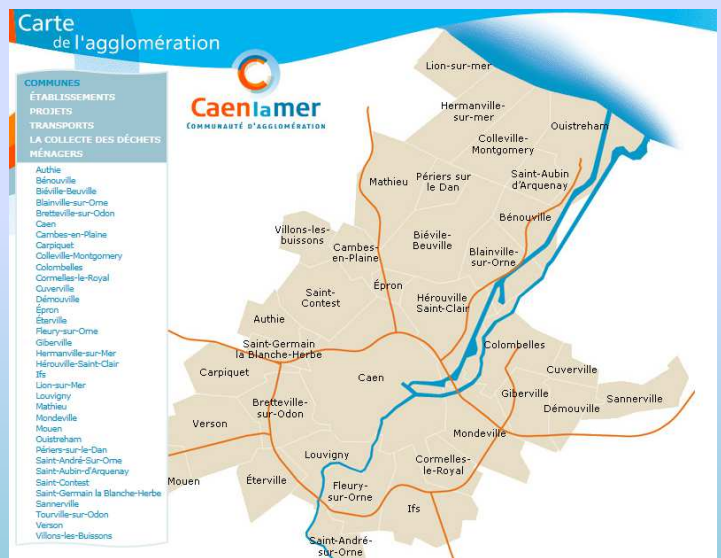 Carte
de l'agglomération
COMMUNES
ÉTABLISSEMENTS
PROJETS
TRANSPORTS
LA COLLECTE DES DÉCHETS
MÉNAGERS
Authie
Bénouville
Biéville-Beuville
Blainville-sur-Orne
Bretteville-sur-Odon
Caen
Cambes-en-Plaine
Carpiquet
Colleville-Montgomery
Colombelles
Cormelles-le-Royal
Cuverville
Démouville
Épron
Éterville
Fleury-sur-Orne
Giberville
Hermanville-sur-Mer
Hérouville-Saint-Clair
Ifs
Lion-sur-Mer
Louvigny
Mathieu
Mondeville
Mouen
Ouistreham
Périers-sur-le-Dan
Saint-André-Sur-Orne
Saint-Aubin-d'Arquenay
Saint-Contest
Saint-Germain la Blanche-Herbe
Sannerville
Tourville-sur-Odon
Verson
Villons-les-Buissons
Caenlamer
COMMUNAUTÉ D'AGGLOMÉRATION
Lion-sur-mer
Hermanville-
sur-mer
Ouistreham
Colleville-
Montgomery
Mathieu
Périers sur
le Dan
Saint-Aubin
d'Arquenay
Bénouville
Villons-les-
buissons
Cambes-
en-Plaine
Biévile-
Beuville
Blainville-
sur-Orne
Épron
Saint-
Contest
Hérouville
Saint-Clair
Authie
Saint-Germain
la Blanche-Herbe
Colombelles
Carpiquet
Caen
Cuverville
Bretteville-
sur-Odon
Giberville
Sannerville
Démouville
Verson
Mondeville
Louvigny
Cormelles-
le-Royal
Mouen
Éterville
Fleury-
sur-Orne
Ifs
Saint-André-
sur-Orne